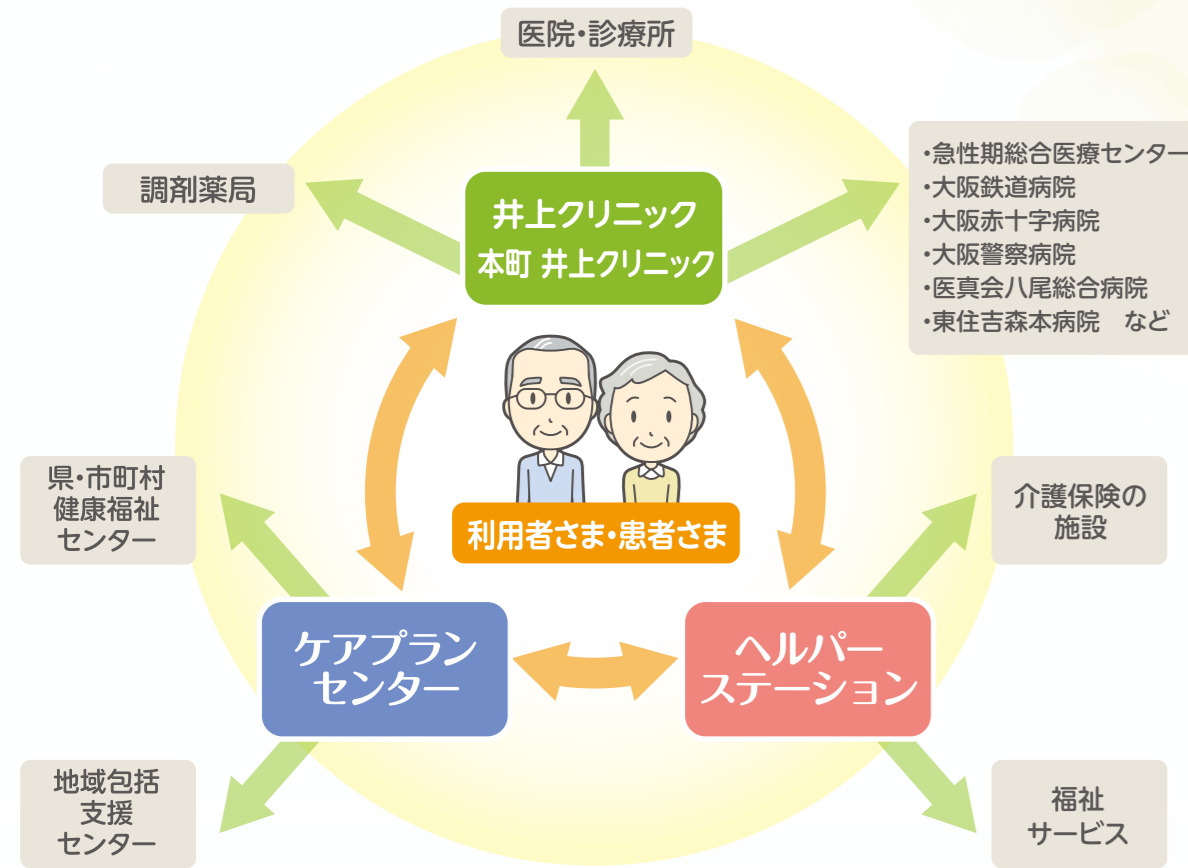 医院・診療所
調剤薬局
井上クリニック
本町 井上クリニック
・急性期総合医療センター
・大阪鉄道病院
・大阪赤十字病院
・大阪警察病院
・医真会八尾総合病院
・東住吉森本病院　など
利用者さま・患者さま
県・市町村
健康福祉
センター
介護保険の
施設
ケアプラン
センター
ヘルパー
ステーション
地域包括
支援
センター
福祉
サービス